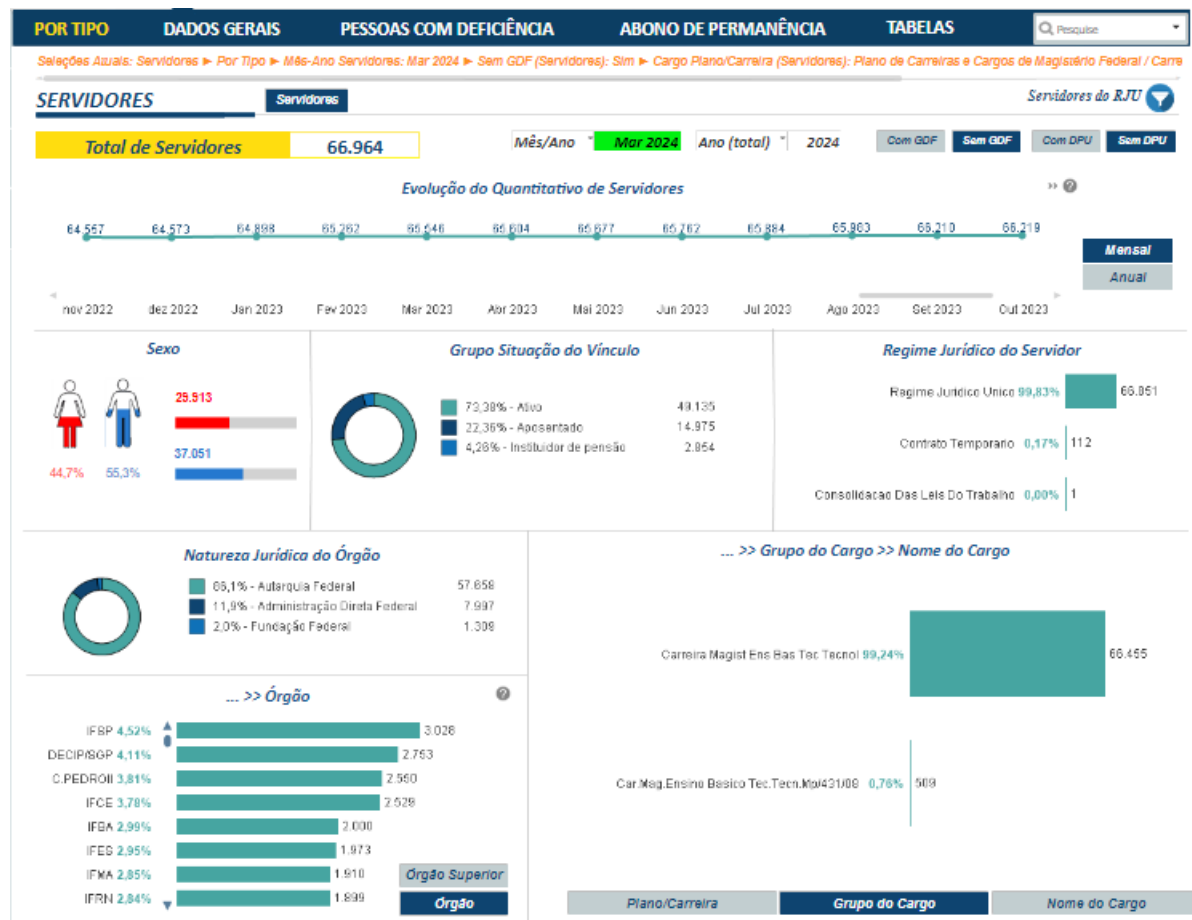 POR TIPO DADOS GERAIS PESSOAS COM DEFICIÊNCIA ABONO DE PERMANÊNCIA TABELAS Pesquise
Seleções Atuais: Servidores ► Por Tipo ► Mês-Ano Servidores: Mar 2024 ► Sem GDF (Servidores): Sim ► Cargo Plano/Carreira (Servidores): Plano de Carreiras e Cargos de Magistério Federal / Carre
SERVIDORES Servidores Servidores do RJU
Total de Servidores 66.964 Mês/Ano Mar 2024 Ano (total) 2024 Com GDF Sem GDF Com DPU Sem DPU
Evolução do Quantitativo de Servidores >> ?
64.557 64.573 64.898 65.262 65.546 65.604 65.677 65.762 65.884 65.983 66.210 66.219
Mensal
Anual
nov 2022 dez 2022 Jan 2023 Fev 2023 Mar 2023 Abr 2023 Mai 2023 Jun 2023 Jul 2023 Ago 2023 Set 2023 Out 2023
Sexo
29.913
37.051
44,7% 55,3%
Grupo Situação do Vínculo
73,38% - Ativo 49.135
22,36% - Aposentado 14.975
4,26% - Instituidor de pensão 2.854
Regime Jurídico do Servidor
Regime Juridico Unico 99,83% 66.851
Contrato Temporario 0,17% 112
Consolidacao Das Leis Do Trabalho 0,00% 1
Natureza Jurídica do Órgão
86,1% - Autarquia Federal 57.658
11,9% - Administração Direta Federal 7.997
2,0% - Fundação Federal 1.309
... >> Órgão ?
IFSP 4,52% 3.028
DECIP/SGP 4,11% 2.753
C.PEDROII 3,81% 2.550
IFCE 3,78% 2.529
IFBA 2,99% 2.000
IFES 2,95% 1.973
IFMA 2,85% 1.910
IFRN 2,84% 1.899
Órgão Superior
Órgão
... >> Grupo do Cargo >> Nome do Cargo
Carreira Magist Ens Bas Tec Tecnol 99,24% 66.455
Car.Mag.Ensino Basico Tec.Tecn.Mp/431/08 0,76% 509
Plano/Carreira Grupo do Cargo Nome do Cargo